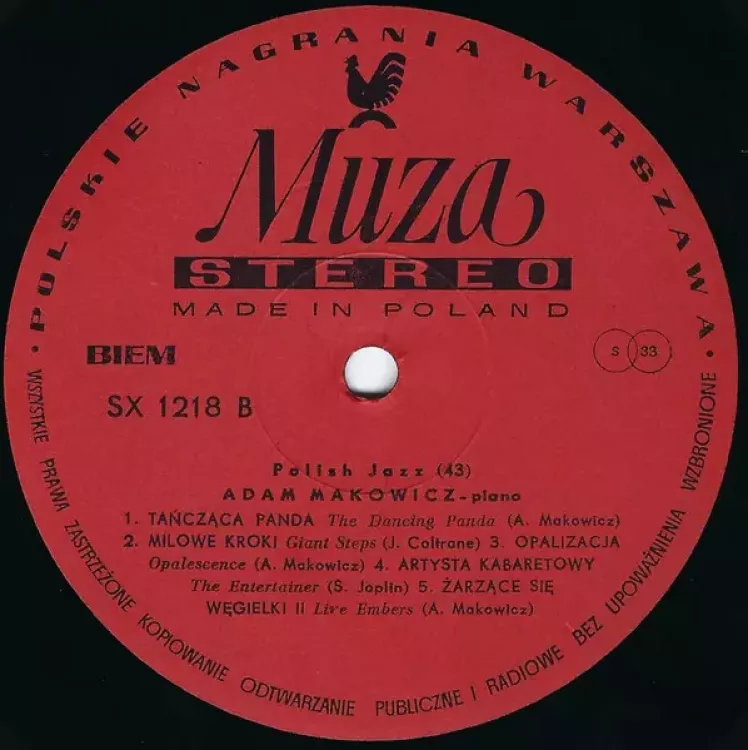 • POLSKIE NAGRANIA WARSZAWA •
Muza
STEREO
MADE IN POLAND
BIEM
S 33
SX 1218 B
Polish Jazz (43)
ADAM MAKOWICZ - piano
1. TAŃCZĄCA PANDA The Dancing Panda (A. Makowicz)
2. MILOWE KROKI Giant Steps (J. Coltrane) 3. OPALIZACJA
Opalescence (A. Makowicz) 4. ARTYSTA KABARETOWY
The Entertainer (S. Joplin) 5. ŻARZĄCE SIĘ
WĘGIELKI II Live Embers (A. Makowicz)
WSZYSTKIE PRAWA ZASTRZEŻONE KOPIOWANIE ODTWARZANIE PUBLICZNE I RADIOWE BEZ UPOWAŻNIENIA WZBRONIONE